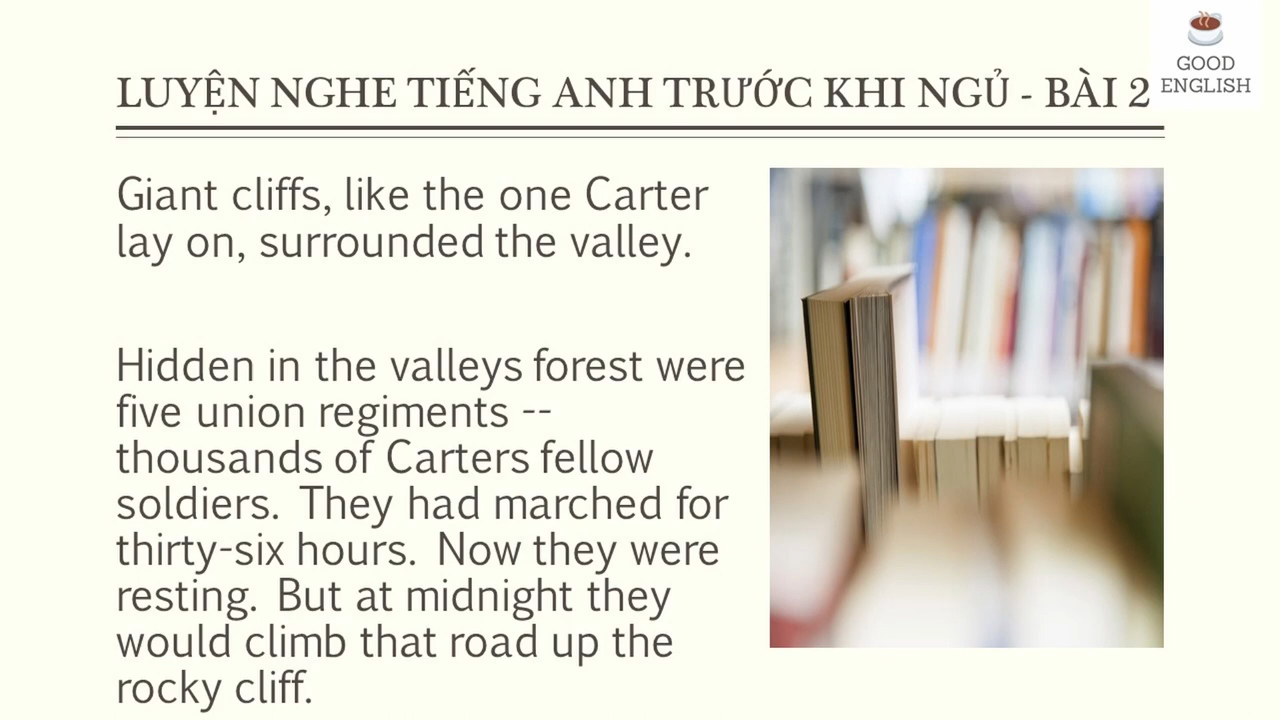 LUYỆN NGHE TIẾNG ANH TRƯỚC KHI NGỦ - BÀI 2
GOOD
ENGLISH
Giant cliffs, like the one Carter
lay on, surrounded the valley.
Hidden in the valleys forest were
five union regiments --
thousands of Carters fellow
soldiers. They had marched for
thirty-six hours. Now they were
resting. But at midnight they
would climb that road up the
rocky cliff.